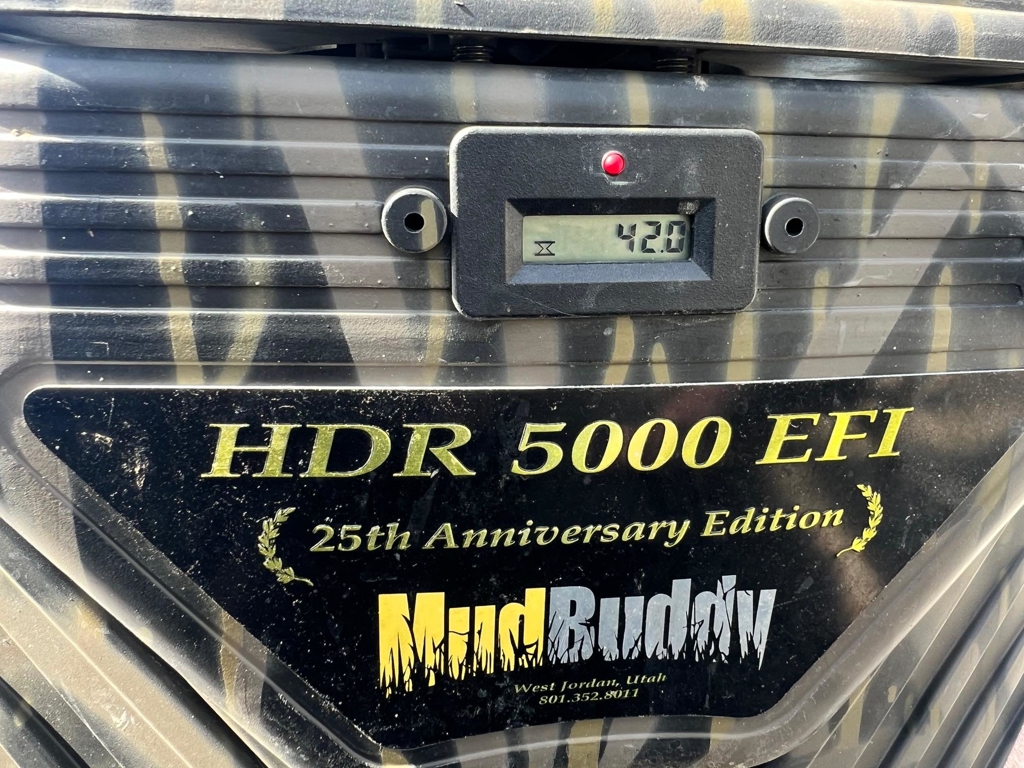 42.0
HDR 5000 EFI
25th Anniversary Edition
MudBuddy
West Jordan, Utah
801.352.8011